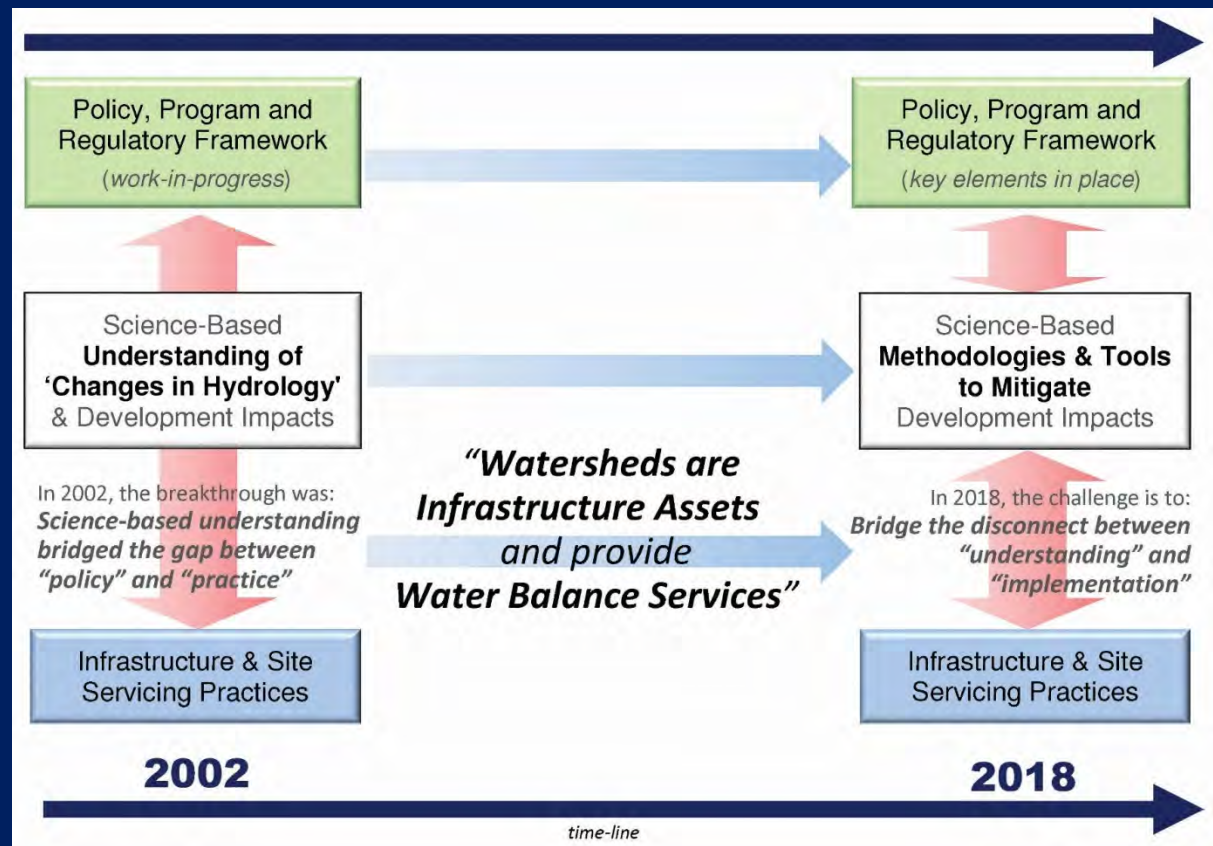 Policy, Program and
Regulatory Framework
(work-in-progress)
Science-Based
Understanding of
‘Changes in Hydrology'
& Development Impacts
In 2002, the breakthrough was:
Science-based understanding
bridged the gap between
“policy” and “practice”
Infrastructure & Site
Servicing Practices
2002
“Watersheds are
Infrastructure Assets
and provide
Water Balance Services”
Policy, Program and
Regulatory Framework
(key elements in place)
Science-Based
Methodologies & Tools
to Mitigate
Development Impacts
In 2018, the challenge is to:
Bridge the disconnect between
“understanding” and
“implementation”
Infrastructure & Site
Servicing Practices
2018
time-line